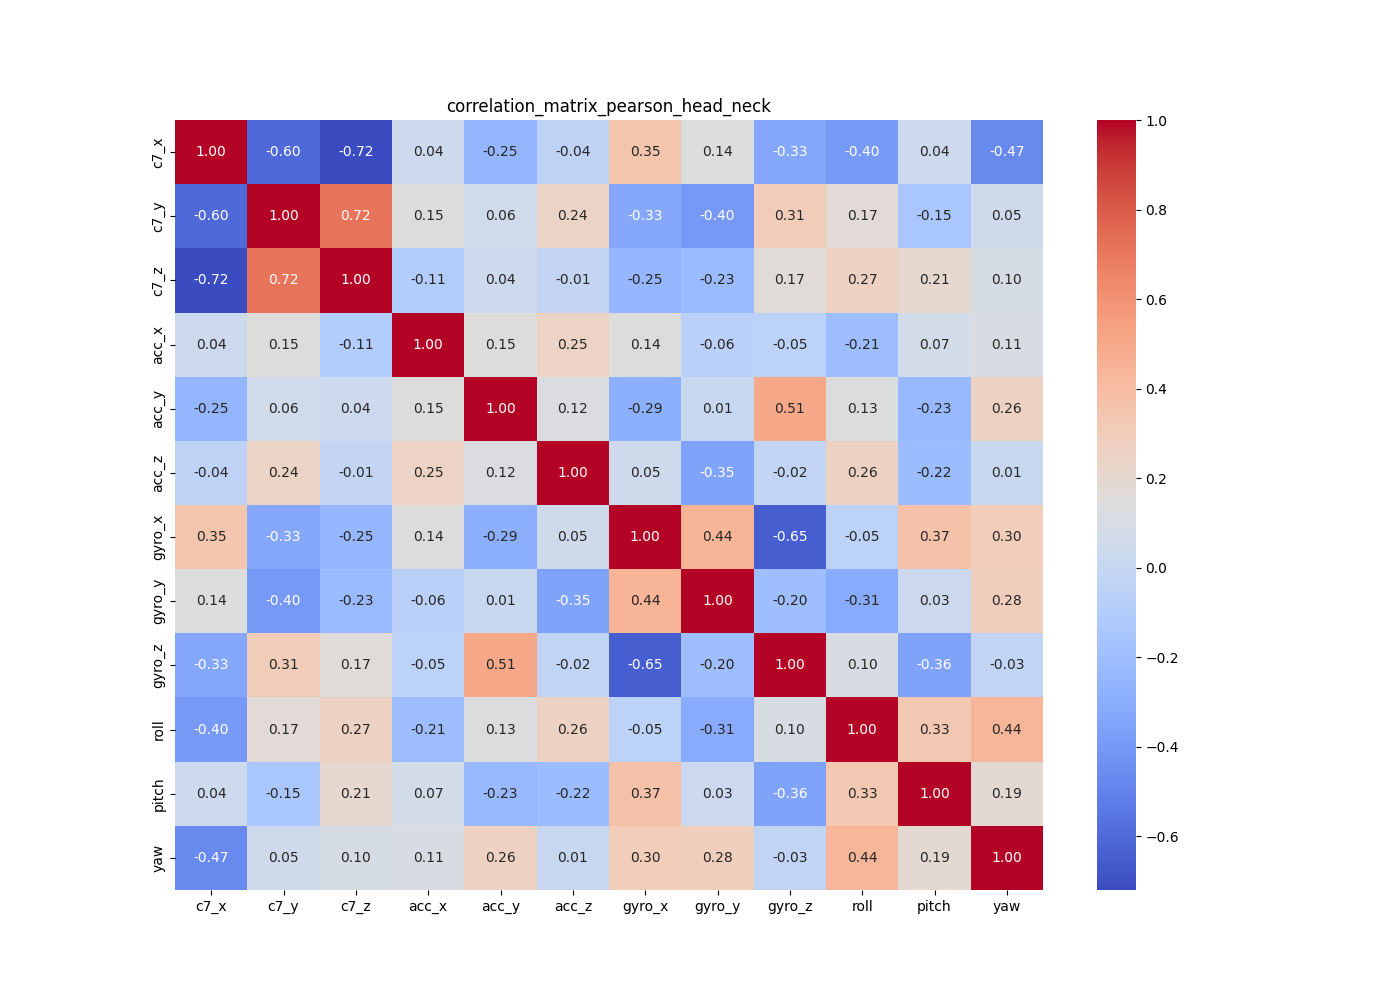 correlation_matrix_pearson_head_neck
c7_x 1.00 -0.60 -0.72 0.04 -0.25 -0.04 0.35 0.14 -0.33 -0.40 0.04 -0.47
c7_y -0.60 1.00 0.72 0.15 0.06 0.24 -0.33 -0.40 0.31 0.17 -0.15 0.05
c7_z -0.72 0.72 1.00 -0.11 0.04 -0.01 -0.25 -0.23 0.17 0.27 0.21 0.10
acc_x 0.04 0.15 -0.11 1.00 0.15 0.25 0.14 -0.06 -0.05 -0.21 0.07 0.11
acc_y -0.25 0.06 0.04 0.15 1.00 0.12 -0.29 0.01 0.51 0.13 -0.23 0.26
acc_z -0.04 0.24 -0.01 0.25 0.12 1.00 0.05 -0.35 -0.02 0.26 -0.22 0.01
gyro_x 0.35 -0.33 -0.25 0.14 -0.29 0.05 1.00 0.44 -0.65 -0.05 0.37 0.30
gyro_y 0.14 -0.40 -0.23 -0.06 0.01 -0.35 0.44 1.00 -0.20 -0.31 0.03 0.28
gyro_z -0.33 0.31 0.17 -0.05 0.51 -0.02 -0.65 -0.20 1.00 0.10 -0.36 -0.03
roll -0.40 0.17 0.27 -0.21 0.13 0.26 -0.05 -0.31 0.10 1.00 0.33 0.44
pitch 0.04 -0.15 0.21 0.07 -0.23 -0.22 0.37 0.03 -0.36 0.33 1.00 0.19
yaw -0.47 0.05 0.10 0.11 0.26 0.01 0.30 0.28 -0.03 0.44 0.19 1.00
c7_x c7_y c7_z acc_x acc_y acc_z gyro_x gyro_y gyro_z roll pitch yaw
1.0
0.8
0.6
0.4
0.2
0.0
−0.2
−0.4
−0.6